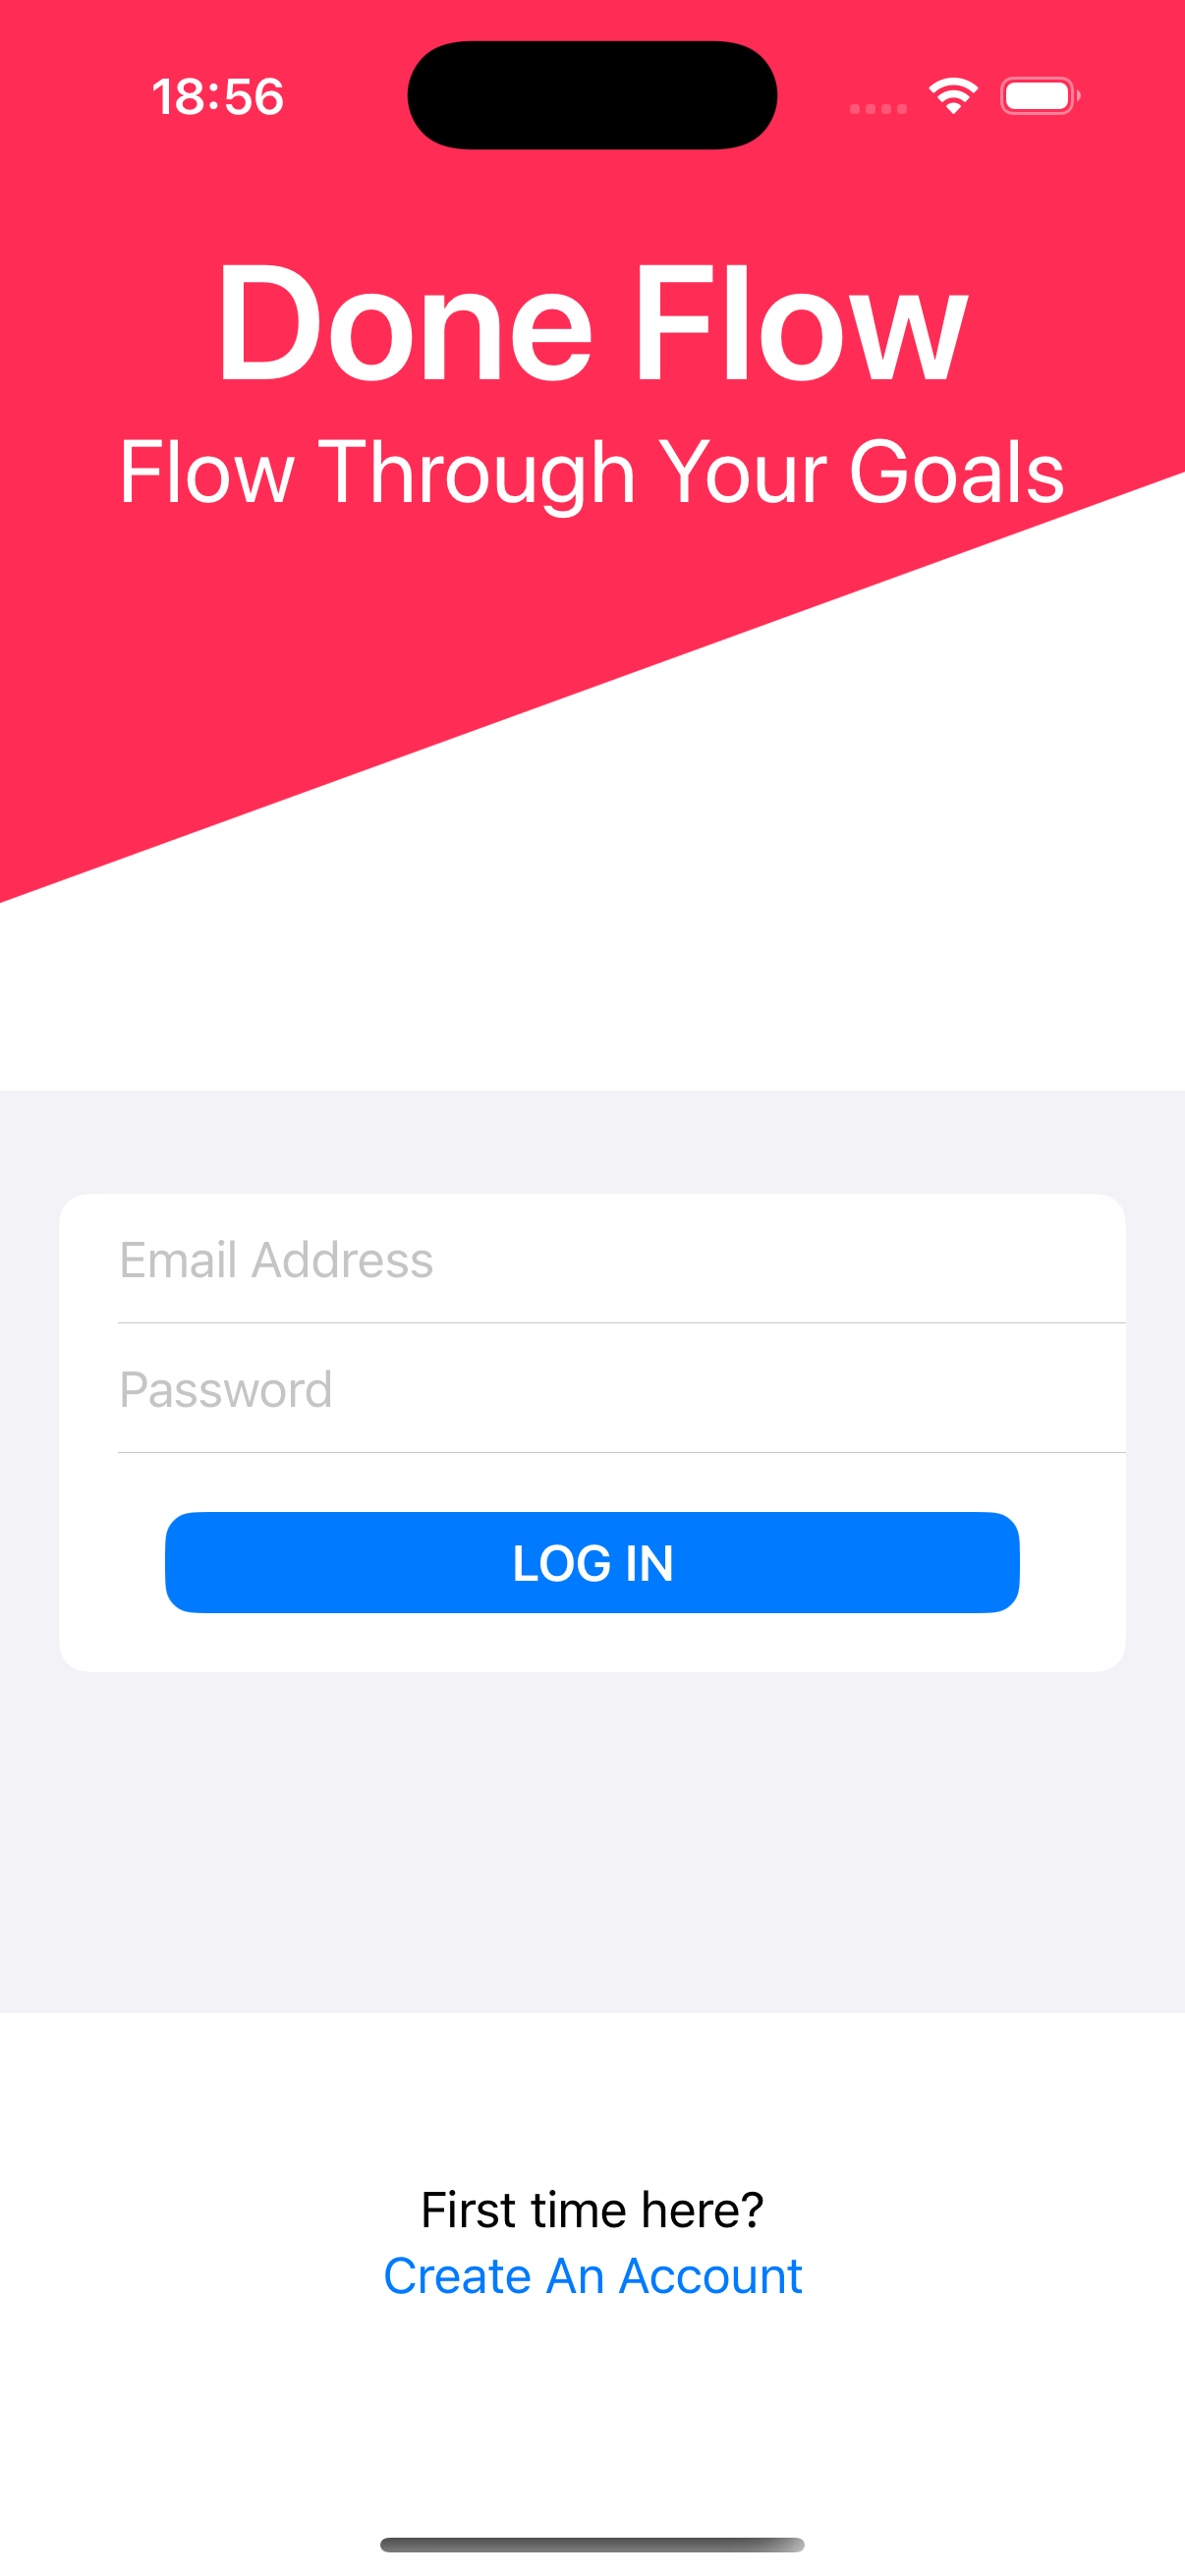 18:56
Done Flow
Flow Through Your Goals
Email Address
Password
LOG IN
First time here?
Create An Account